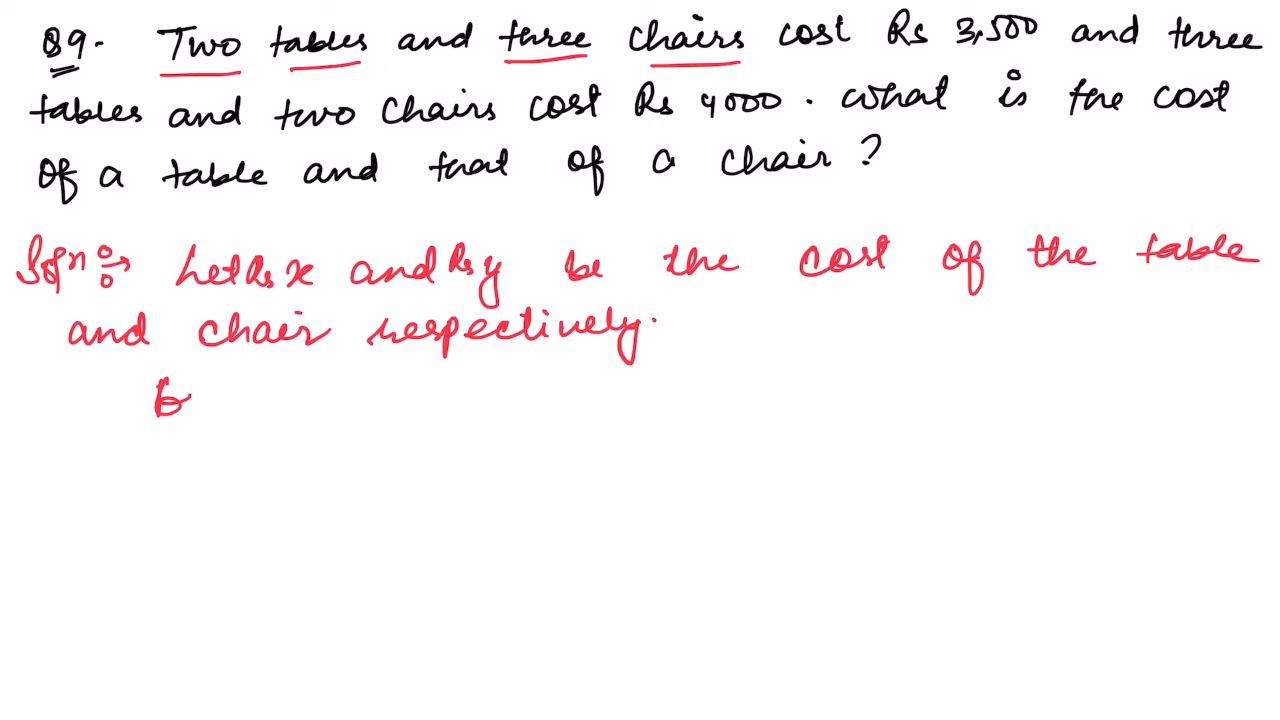 Q9. Two tables and three chairs cost Rs 3,500 and three
tables and two chairs cost Rs 4000. what is the cost
of a table and that of a chair?
Solⁿ:→ Let Rs x and Rs y be the cost of the table
and chair respectively.